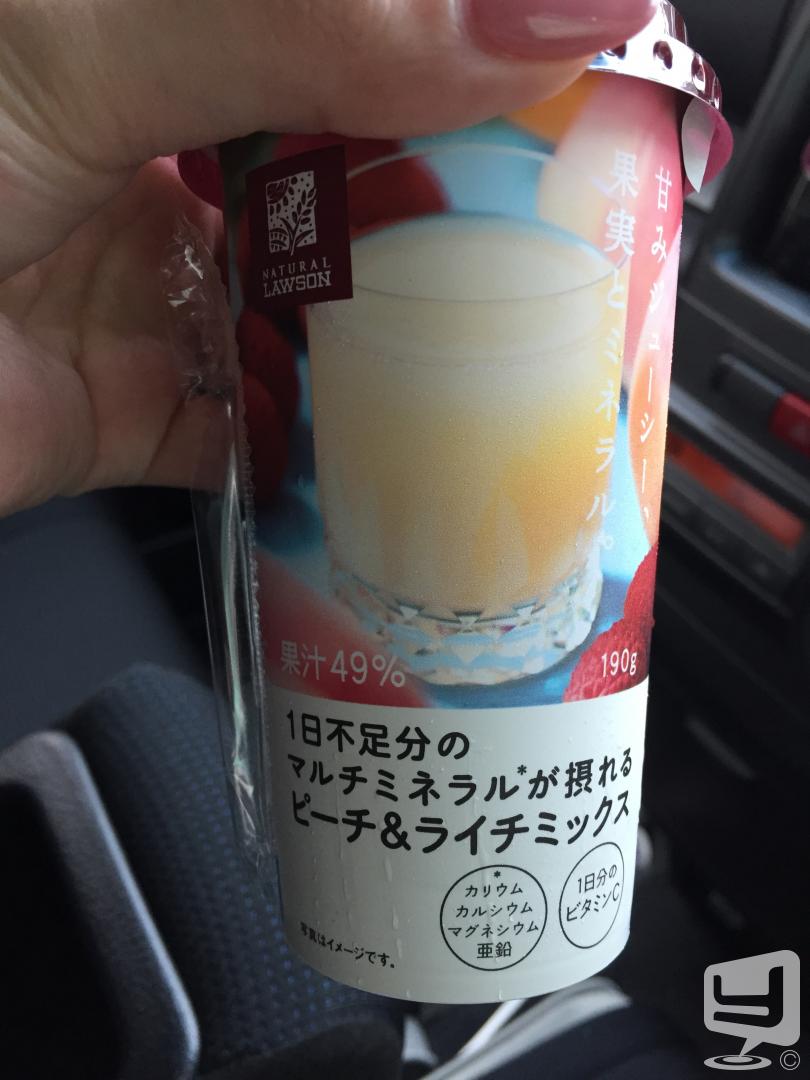 NATURAL
LAWSON
甘みジューシー、
果実とミネラル。
果汁49%
190g
1日不足分の
マルチミネラル*が摂れる
ピーチ&ライチミックス
*
カリウム
カルシウム
マグネシウム
亜鉛
1日分の
ビタミンC
写真はイメージです。
©